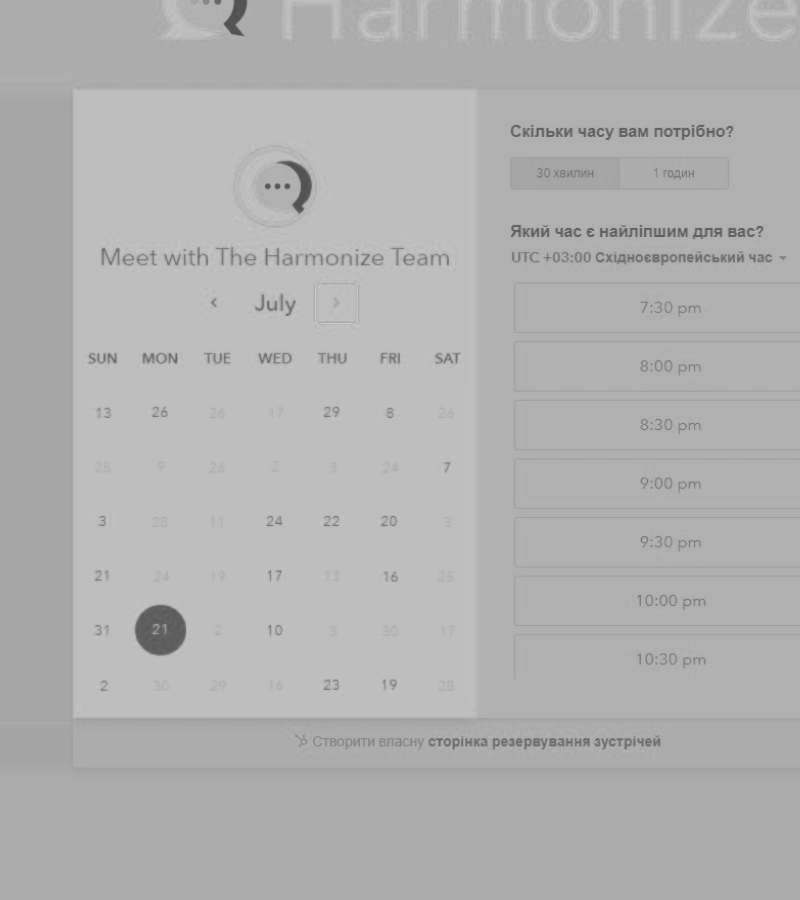 Harmonize
Meet with The Harmonize Team
July
SUN MON TUE WED THU FRI SAT
13 26 26 17 29 8 26
25 9 26 2 3 24 7
3 28 11 24 22 20 3
21 24 19 17 13 16 25
31 21 2 10 3 30 17
2 30 29 16 23 19 28
Скільки часу вам потрібно?
30 хвилин 1 годин
Який час є найліпшим для вас?
UTC +03:00 Східноєвропейський час
7:30 pm
8:00 pm
8:30 pm
9:00 pm
9:30 pm
10:00 pm
10:30 pm
Створити власну сторінка резервування зустрічей